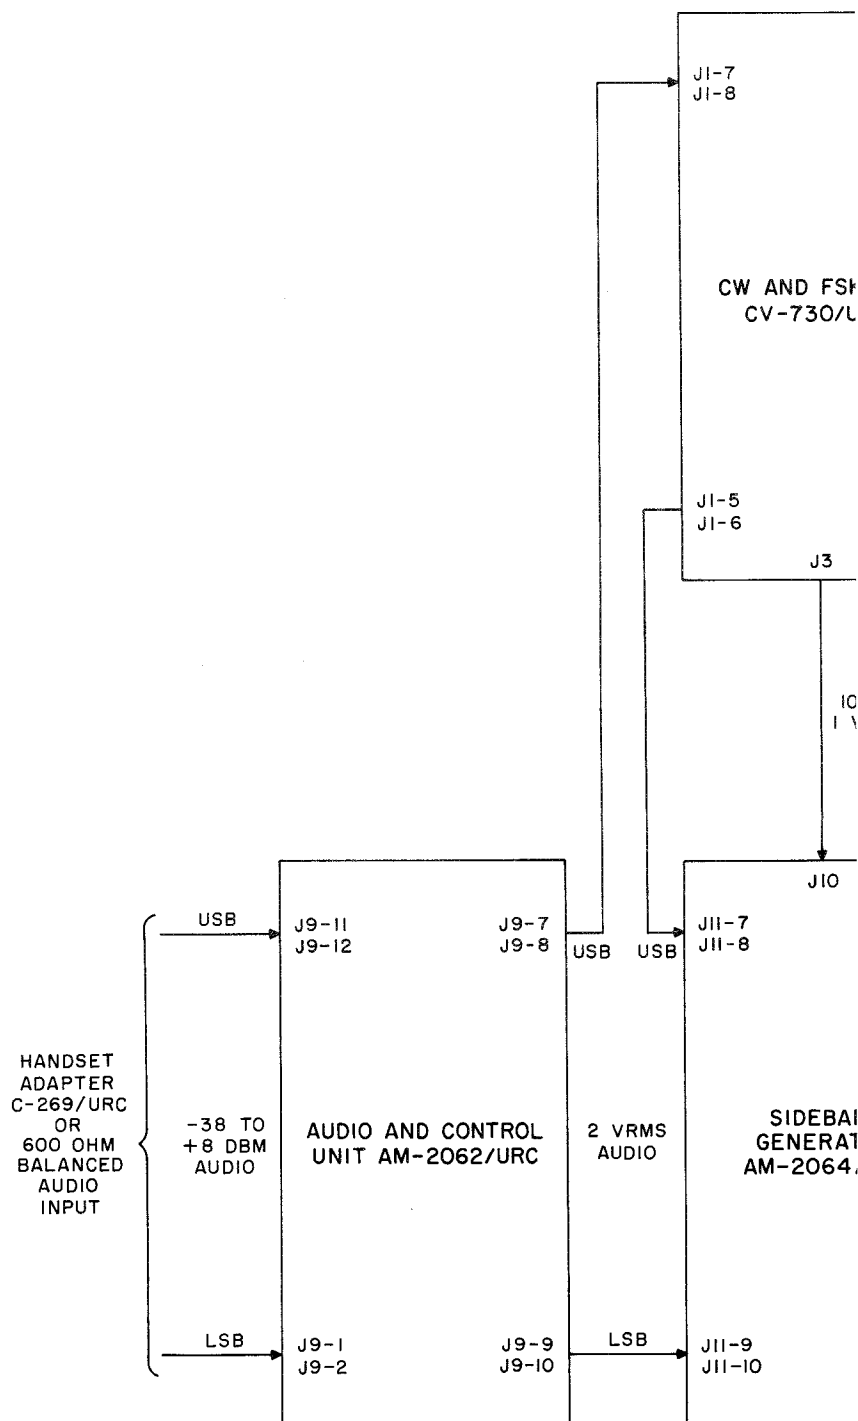 J1-7
J1-8
CW AND FSK
CV-730/U
J1-5
J1-6
J3
10
1 V
J10
USB
J9-11
J9-12
J9-7
J9-8
USB
USB
J11-7
J11-8
HANDSET
ADAPTER
C-269/URC
OR
600 OHM
BALANCED
AUDIO
INPUT
-38 TO
+8 DBM
AUDIO
AUDIO AND CONTROL
UNIT AM-2062/URC
2 VRMS
AUDIO
SIDEBA
GENERAT
AM-2064/
LSB
J9-1
J9-2
J9-9
J9-10
LSB
J11-9
J11-10